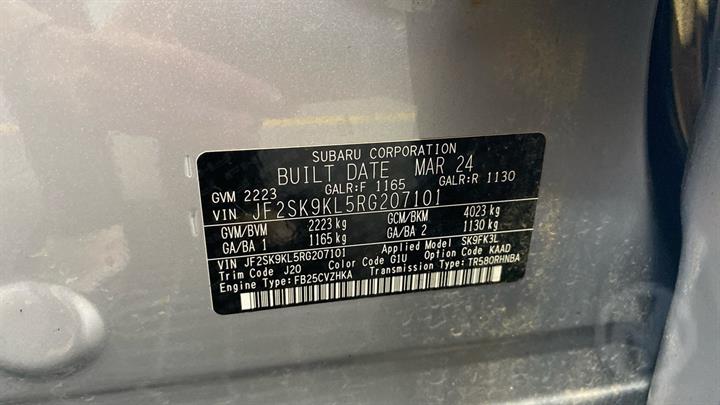 SUBARU CORPORATION
BUILT DATE MAR 24
GVM 2223 GALR:F 1165 GALR:R 1130
VIN JF2SK9KL5RG207101
GVM/BVM 2223 kg GCM/BKM 4023 kg
GA/BA 1 1165 kg GA/BA 2 1130 kg
VIN JF2SK9KL5RG207101 Applied Model SK9FK3L
Trim Code J20 Color Code G1U Option Code KAAD
Engine Type: FB25CVZHKA Transmission Type: TR580RHNBA